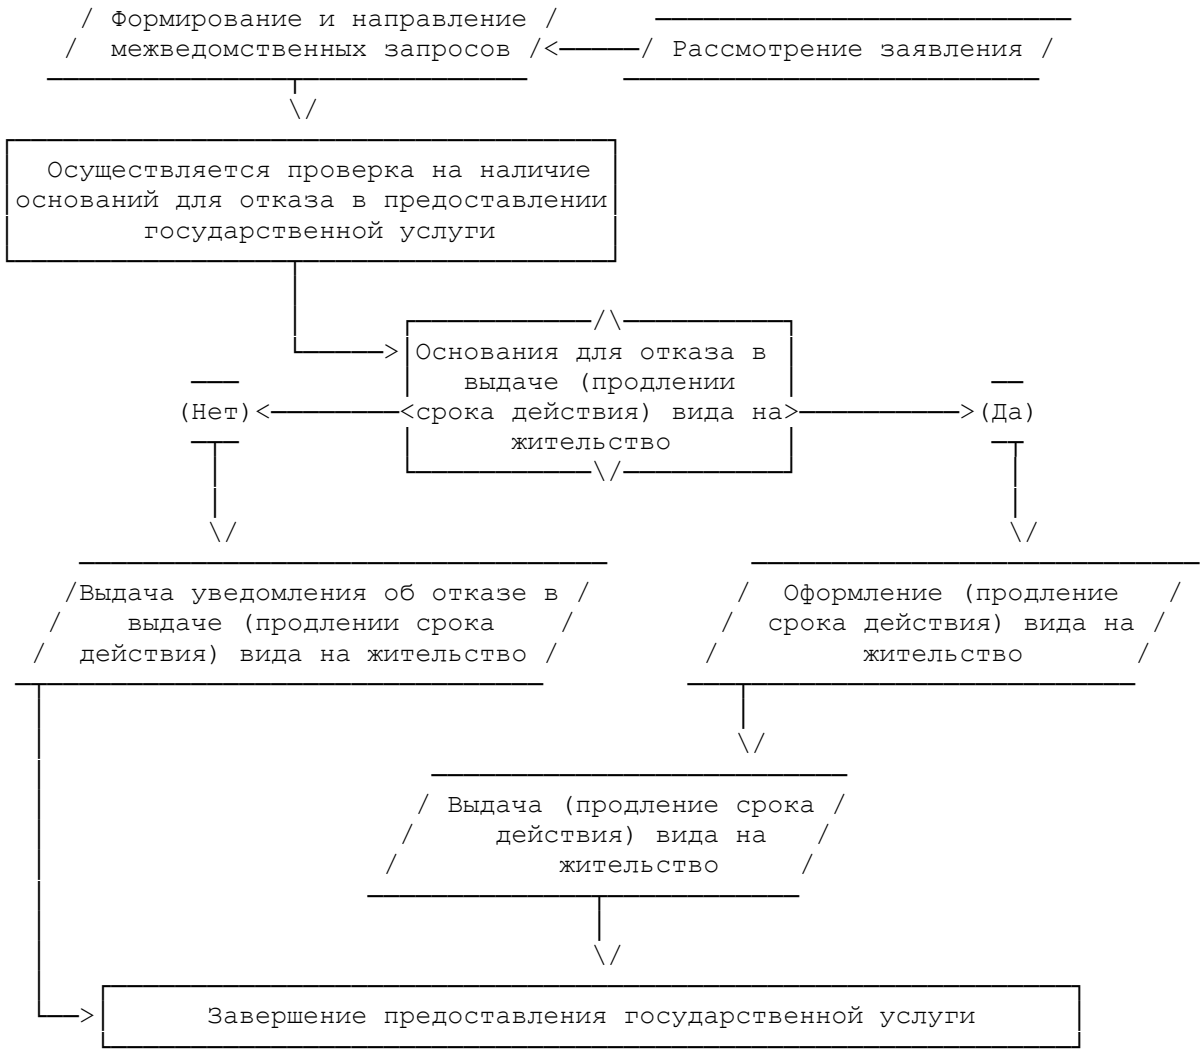 Формирование и направление
межведомственных запросов
Рассмотрение заявления
Осуществляется проверка на наличие
оснований для отказа в предоставлении
государственной услуги
Основания для отказа в
выдаче (продлении
срока действия) вида на
жительство
(Нет)
(Да)
Выдача уведомления об отказе в
выдаче (продлении срока
действия) вида на жительство
Оформление (продление
срока действия) вида на
жительство
Выдача (продление срока
действия) вида на
жительство
Завершение предоставления государственной услуги